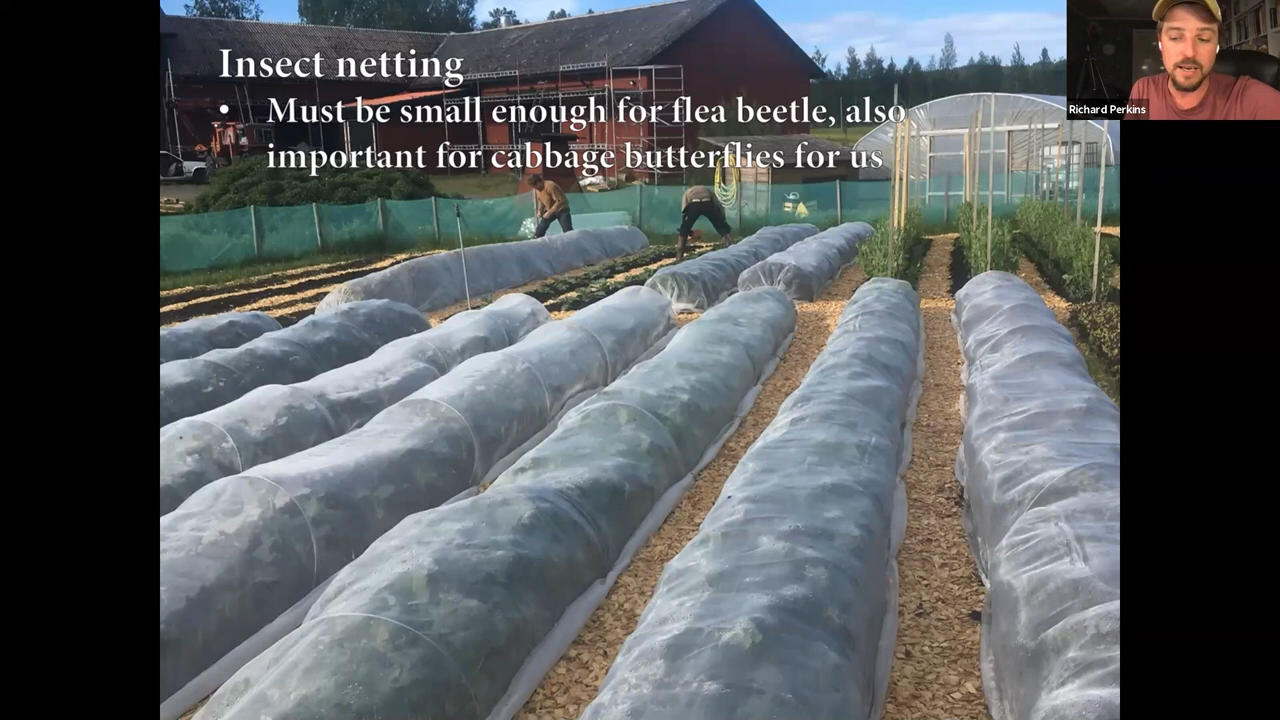 Insect netting
• Must be small enough for flea beetle, also
important for cabbage butterflies for us
Richard Perkins